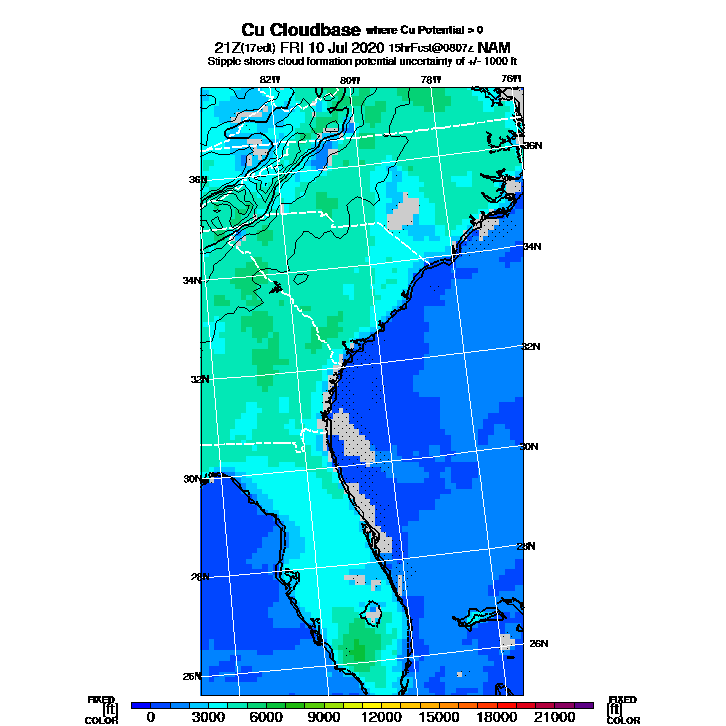 Cu Cloudbase where Cu Potential > 0
21Z(17edt) FRI 10 Jul 2020 15hrFcst@0807z NAM
Stipple shows cloud formation potential uncertainty of +/- 1000 ft
82W 80W 78W 76W
36N 36N
34N 34N
32N 32N
30N 30N
28N 28N
26N 26N
FIXED FIXED
[ft] [ft]
COLOR COLOR
0 3000 6000 9000 12000 15000 18000 21000